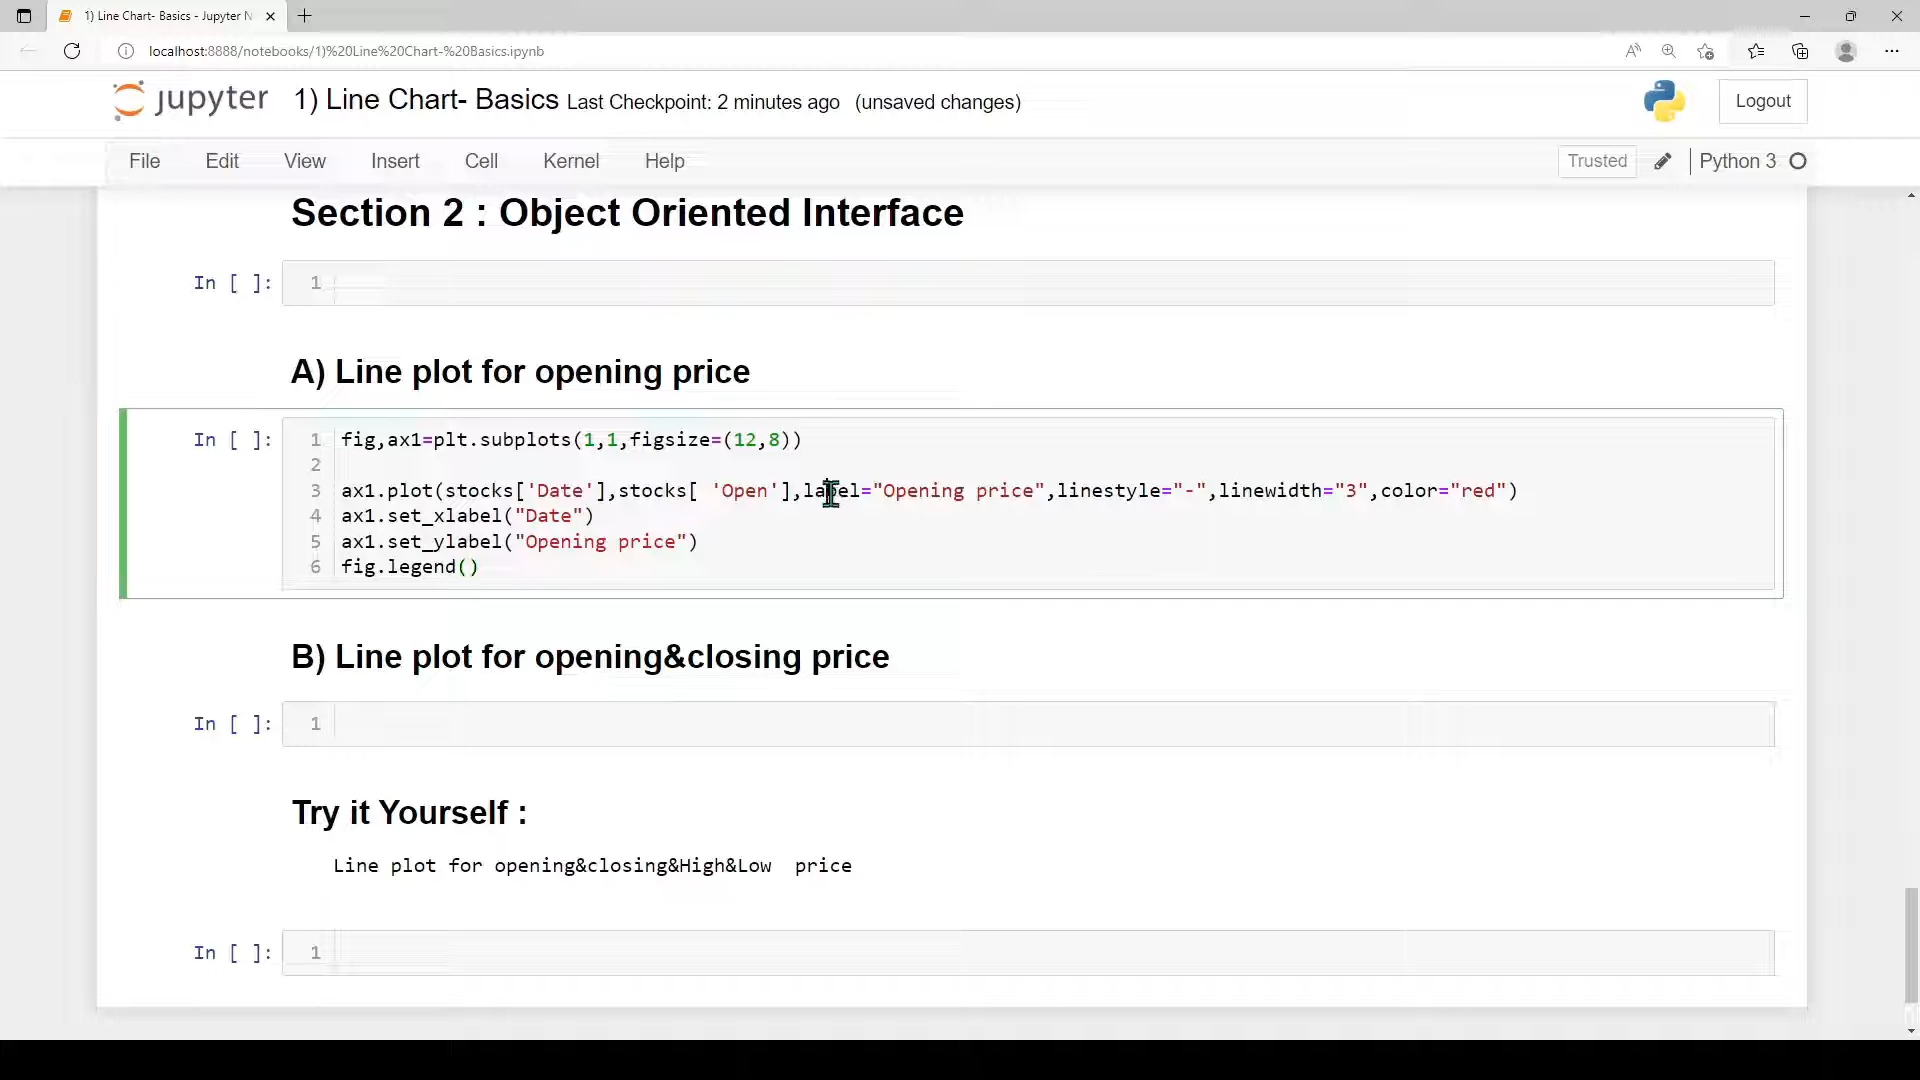 1) Line Chart- Basics - Jupyter N
localhost:8888/notebooks/1)%20Line%20Chart-%20Basics.ipynb
jupyter 1) Line Chart- Basics Last Checkpoint: 2 minutes ago (unsaved changes) Logout
File Edit View Insert Cell Kernel Help Trusted Python 3
Section 2 : Object Oriented Interface
In [ ]: 1
A) Line plot for opening price
In [ ]: 1 fig,ax1=plt.subplots(1,1,figsize=(12,8))
2
3 ax1.plot(stocks['Date'],stocks[ 'Open'],label="Opening price",linestyle="-",linewidth="3",color="red")
4 ax1.set_xlabel("Date")
5 ax1.set_ylabel("Opening price")
6 fig.legend()
B) Line plot for opening&closing price
In [ ]: 1
Try it Yourself :
Line plot for opening&closing&High&Low  price
In [ ]: 1